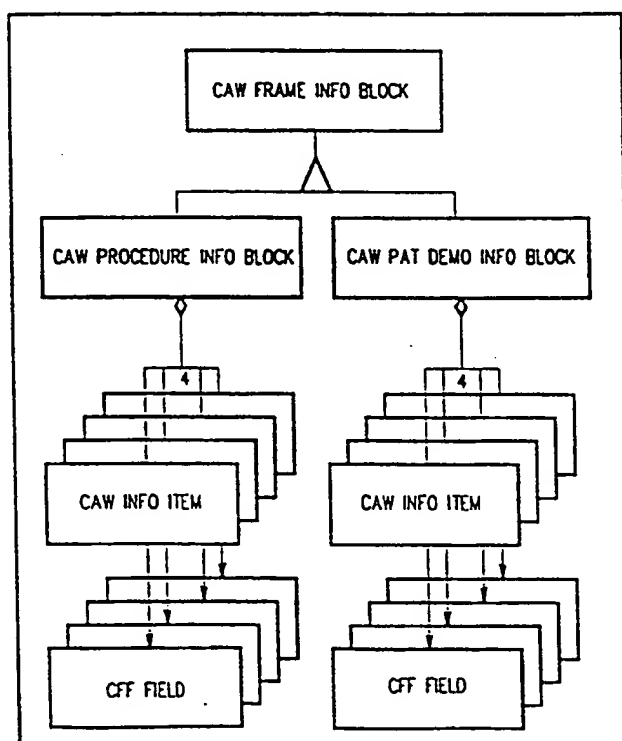 CAW FRAME INFO BLOCK
CAW PROCEDURE INFO BLOCK
CAW PAT DEMO INFO BLOCK
4
4
CAW INFO ITEM
CAW INFO ITEM
CFF FIELD
CFF FIELD